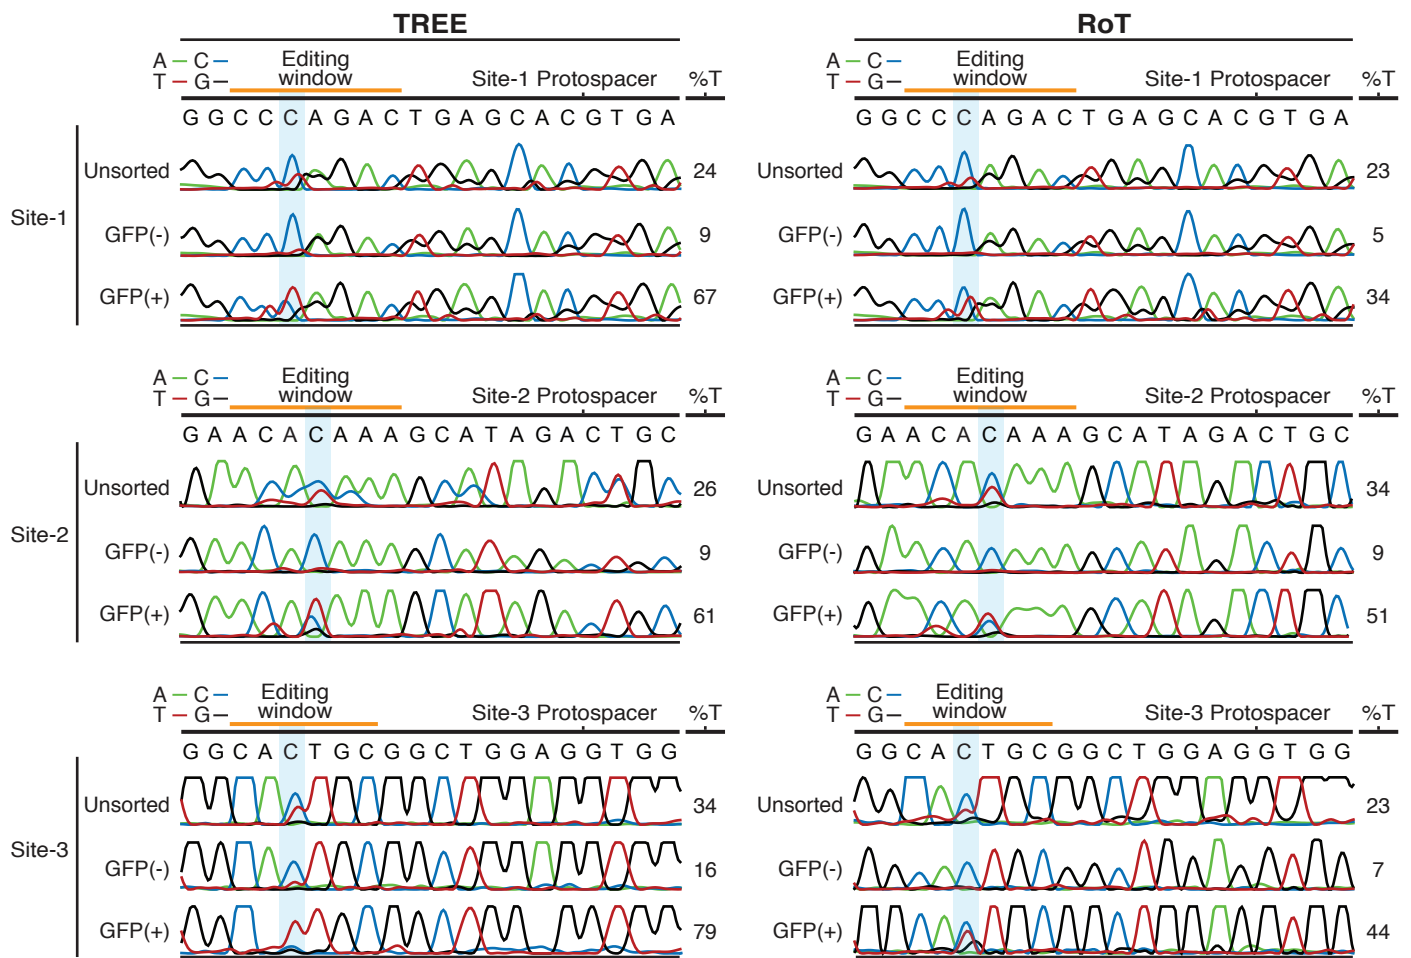 TREE
RoT
A C
T G
Editing
window
Site-1 Protospacer
%T
A C
T G
Editing
window
Site-1 Protospacer
%T
G G C C C A G A C T G A G C A C G T G A
G G C C C A G A C T G A G C A C G T G A
Site-1
Unsorted
24
Unsorted
23
GFP(-)
9
GFP(-)
5
GFP(+)
67
GFP(+)
34
A C
T G
Editing
window
Site-2 Protospacer
%T
A C
T G
Editing
window
Site-2 Protospacer
%T
G A A C A C A A A G C A T A G A C T G C
G A A C A C A A A G C A T A G A C T G C
Site-2
Unsorted
26
Unsorted
34
GFP(-)
9
GFP(-)
9
GFP(+)
61
GFP(+)
51
A C
T G
Editing
window
Site-3 Protospacer
%T
A C
T G
Editing
window
Site-3 Protospacer
%T
G G C A C T G C G G C T G G A G G T G G
G G C A C T G C G G C T G G A G G T G G
Site-3
Unsorted
34
Unsorted
23
GFP(-)
16
GFP(-)
7
GFP(+)
79
GFP(+)
44